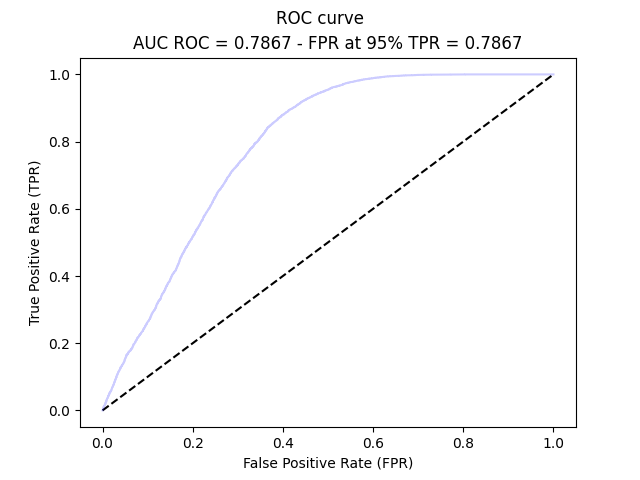 ROC curve
AUC ROC = 0.7867 - FPR at 95% TPR = 0.7867
1.0
0.8
0.6
0.4
0.2
0.0
True Positive Rate (TPR)
0.0 0.2 0.4 0.6 0.8 1.0
False Positive Rate (FPR)